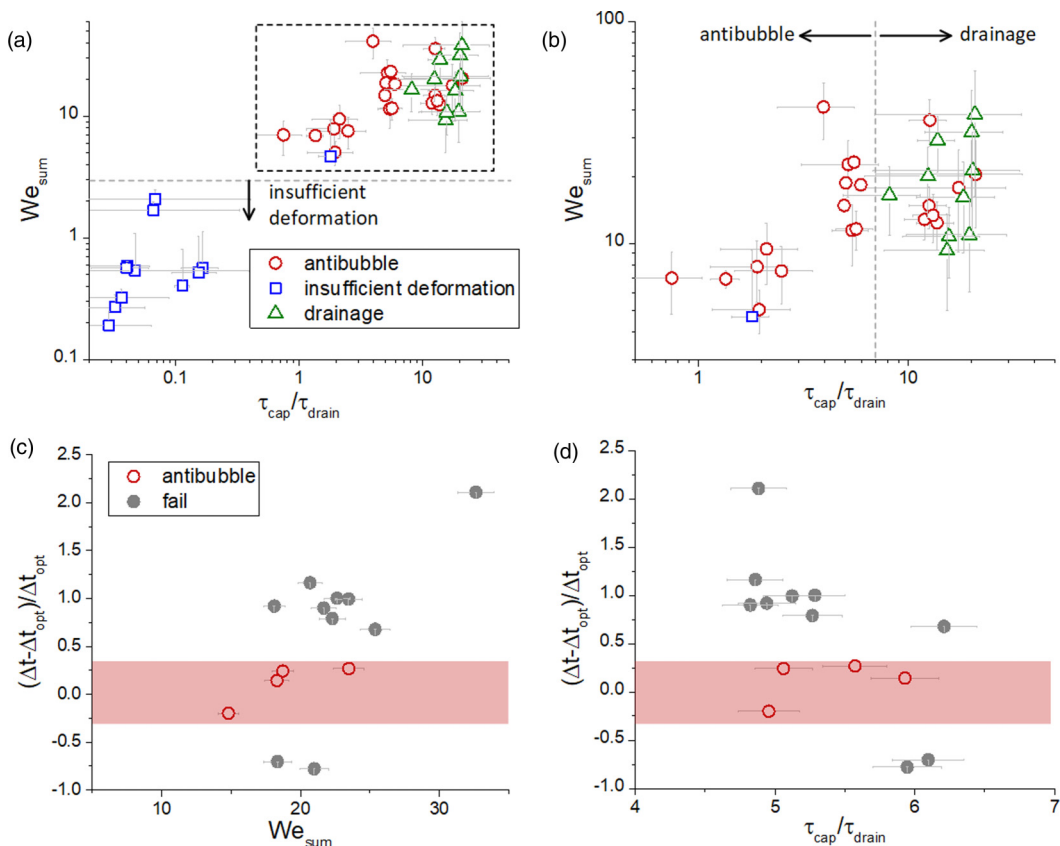 (a)
We_sum
10
1
0.1
0.1
1
10
τ_cap/τ_drain
insufficient
deformation
antibubble
insufficient deformation
drainage
(b)
We_sum
100
10
1
10
τ_cap/τ_drain
antibubble
drainage
(c)
(Δt-Δt_opt)/Δt_opt
2.5
2.0
1.5
1.0
0.5
0.0
-0.5
-1.0
10
20
30
We_sum
antibubble
fail
(d)
(Δt-Δt_opt)/Δt_opt
2.5
2.0
1.5
1.0
0.5
0.0
-0.5
-1.0
4
5
6
7
τ_cap/τ_drain